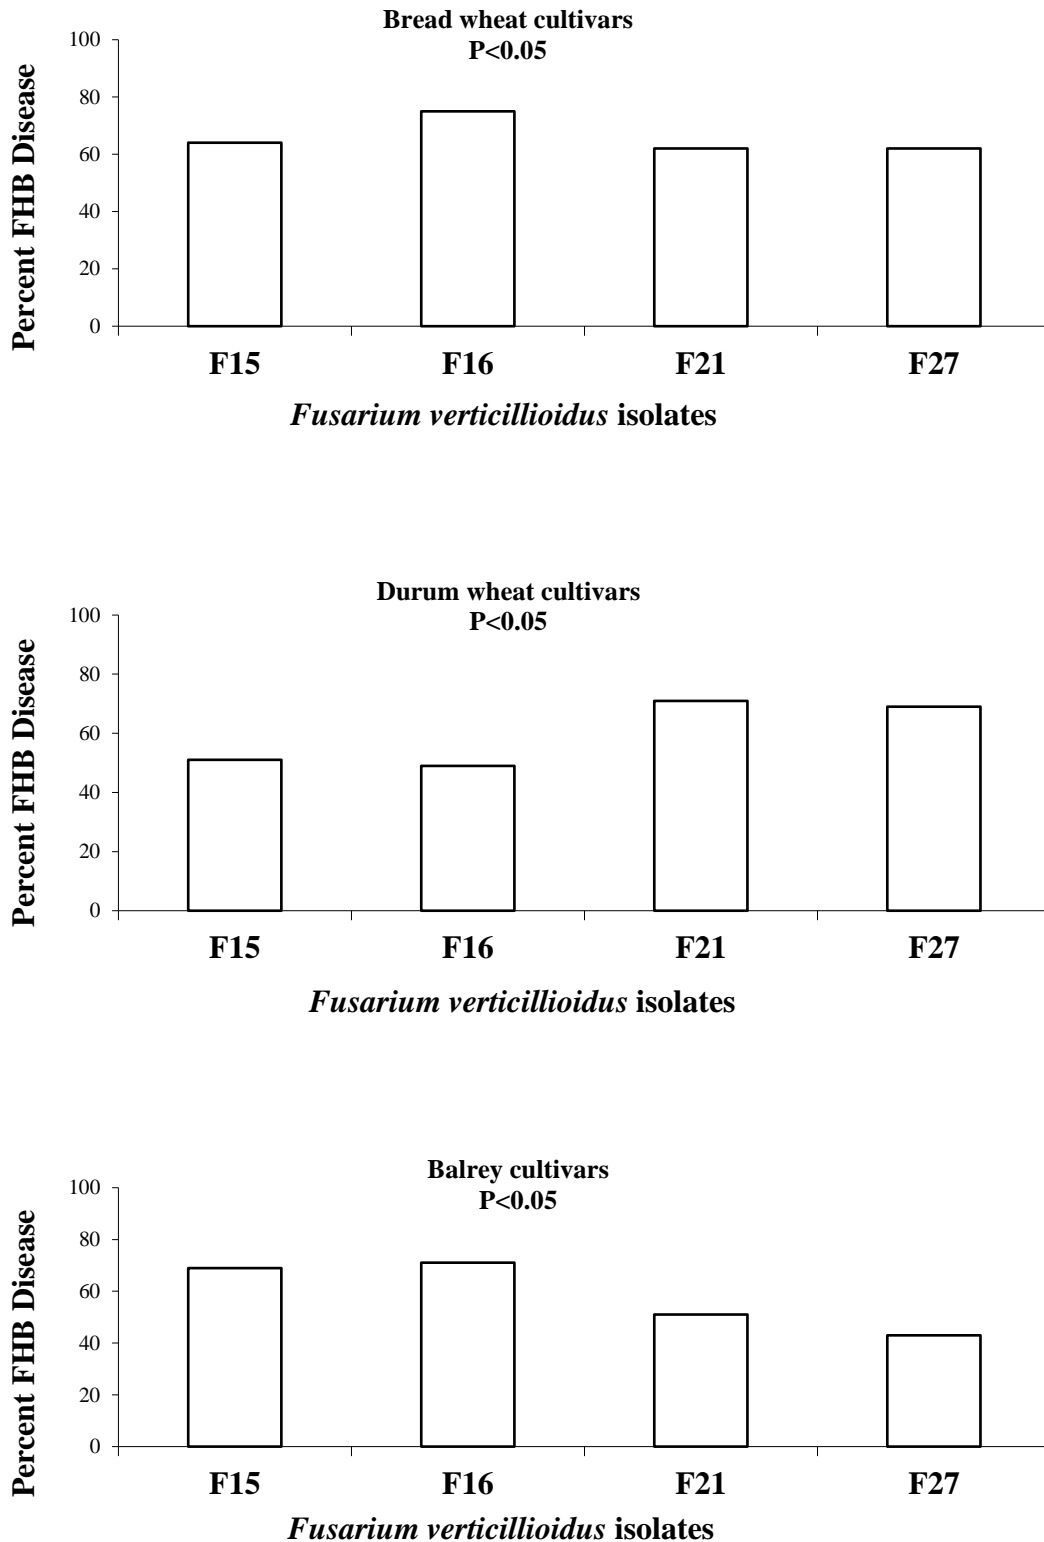 Bread wheat cultivars
P<0.05
Percent FHB Disease
100
80
60
40
20
0
F15 F16 F21 F27
Fusarium verticillioidus isolates
Durum wheat cultivars
P<0.05
Percent FHB Disease
100
80
60
40
20
0
F15 F16 F21 F27
Fusarium verticillioidus isolates
Balrey cultivars
P<0.05
Percent FHB Disease
100
80
60
40
20
0
F15 F16 F21 F27
Fusarium verticillioidus isolates